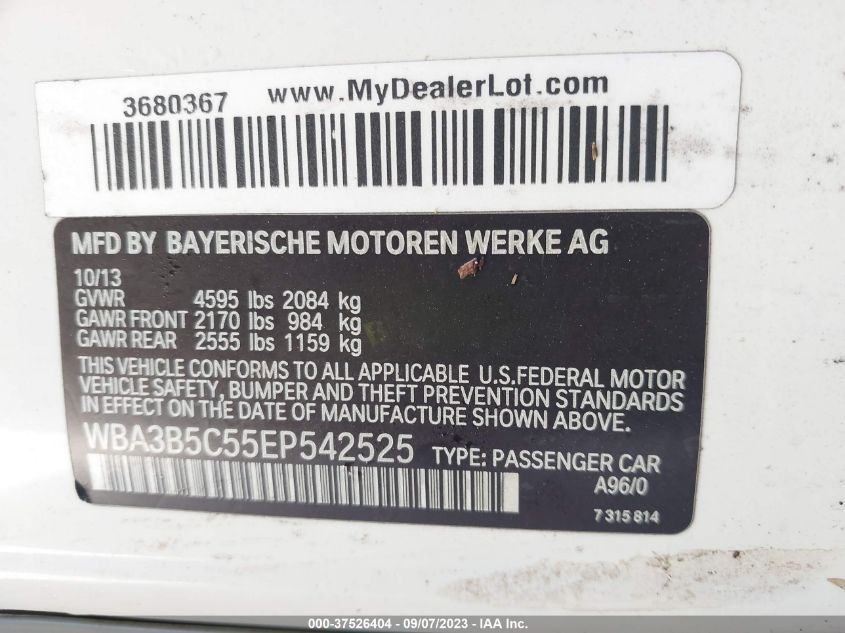 3680367 www.MyDealerLot.com
MFD BY BAYERISCHE MOTOREN WERKE AG
10/13
GVWR 4595 lbs 2084 kg
GAWR FRONT 2170 lbs 984 kg
GAWR REAR 2555 lbs 1159 kg
THIS VEHICLE CONFORMS TO ALL APPLICABLE U.S.FEDERAL MOTOR
VEHICLE SAFETY, BUMPER AND THEFT PREVENTION STANDARDS
IN EFFECT ON THE DATE OF MANUFACTURE SHOWN ABOVE.
WBA3B5C55EP542525 TYPE: PASSENGER CAR
A96/0
7 315 814
000-37526404 - 09/07/2023 - © IAA Inc.